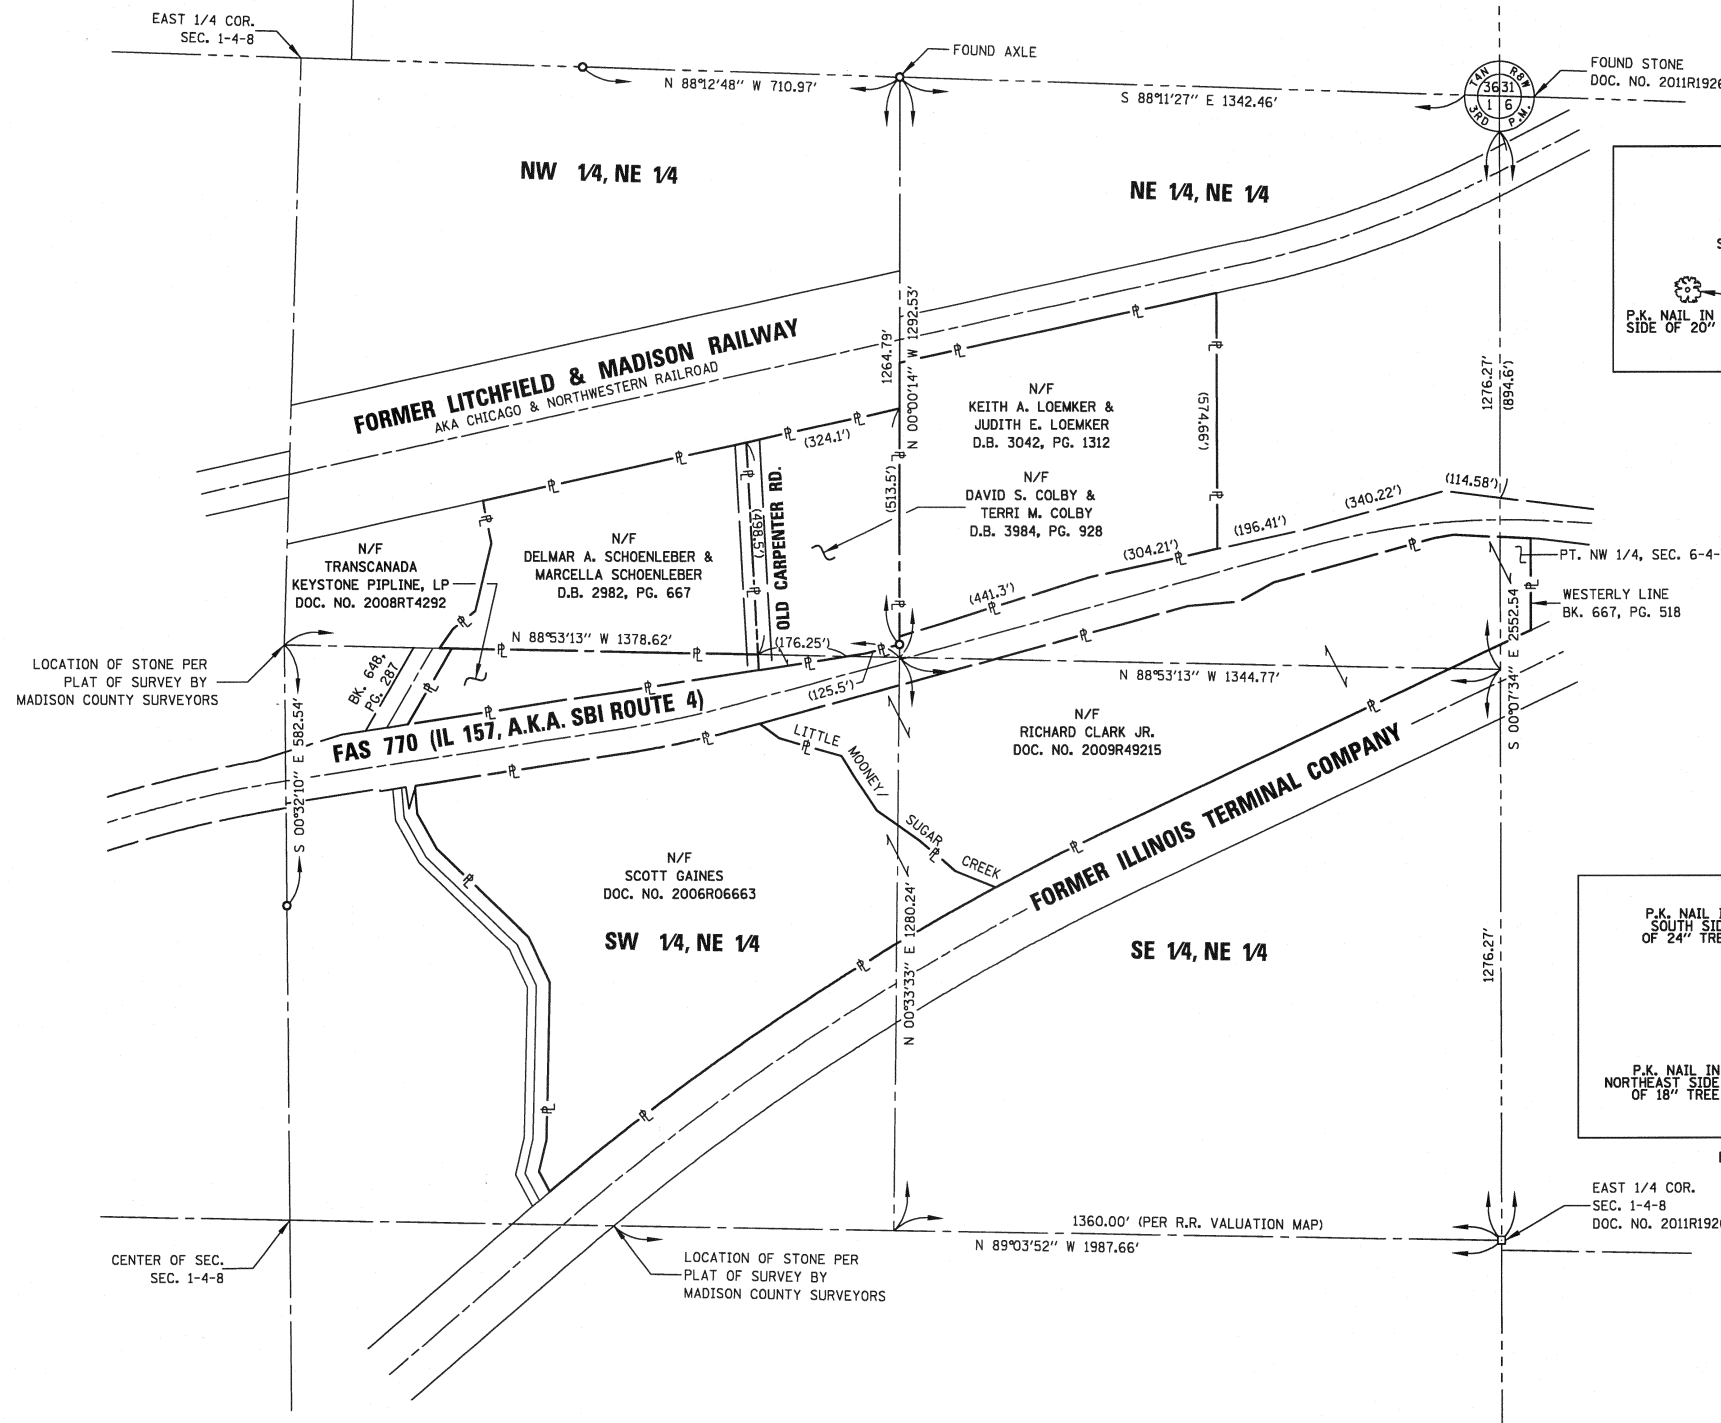 EAST 1/4 COR.
SEC. 1-4-8
N 88°12'48" W 710.97'
FOUND AXLE
S 88°11'27" E 1342.46'
T4N R8W
36 31
1 6
3RD P.M.
FOUND STONE
DOC. NO. 2011R1926
NW 1/4, NE 1/4
NE 1/4, NE 1/4
P.K. NAIL IN
SIDE OF 20"
FORMER LITCHFIELD & MADISON RAILWAY
AKA CHICAGO & NORTHWESTERN RAILROAD
1264.79'
N 00°00'14" W 1292.53'
(513.5')
(324.1')
N/F
KEITH A. LOEMKER &
JUDITH E. LOEMKER
D.B. 3042, PG. 1312
(574.66')
1276.27'
(894.6')
N/F
DAVID S. COLBY &
TERRI M. COLBY
D.B. 3984, PG. 928
(441.3')
(304.21')
(196.41')
(340.22')
(114.58')
N/F
TRANSCANADA
KEYSTONE PIPLINE, LP
DOC. NO. 2008RT4292
N/F
DELMAR A. SCHOENLEBER &
MARCELLA SCHOENLEBER
D.B. 2982, PG. 667
(498.5')
OLD CARPENTER RD.
PT. NW 1/4, SEC. 6-4-
WESTERLY LINE
BK. 667, PG. 518
N 88°53'13" W 1378.62'
(176.25')
(125.5')
LOCATION OF STONE PER
PLAT OF SURVEY BY
MADISON COUNTY SURVEYORS
BK. 648,
PG. 287
N 88°53'13" W 1344.77'
S 00°07'34" E 2552.54
S 00°32'10" E 582.54'
FAS 770 (IL 157, A.K.A. SBI ROUTE 4)
N/F
RICHARD CLARK JR.
DOC. NO. 2009R49215
LITTLE MOONEY/
SUGAR CREEK
FORMER ILLINOIS TERMINAL COMPANY
N/F
SCOTT GAINES
DOC. NO. 2006R06663
SW 1/4, NE 1/4
SE 1/4, NE 1/4
N 00°33'33" E 1280.24'
1276.27'
P.K. NAIL
SOUTH SID
OF 24" TRE
P.K. NAIL IN
NORTHEAST SIDE
OF 18" TREE
EAST 1/4 COR.
SEC. 1-4-8
DOC. NO. 2011R192
1360.00' (PER R.R. VALUATION MAP)
N 89°03'52" W 1987.66'
CENTER OF SEC.
SEC. 1-4-8
LOCATION OF STONE PER
PLAT OF SURVEY BY
MADISON COUNTY SURVEYORS